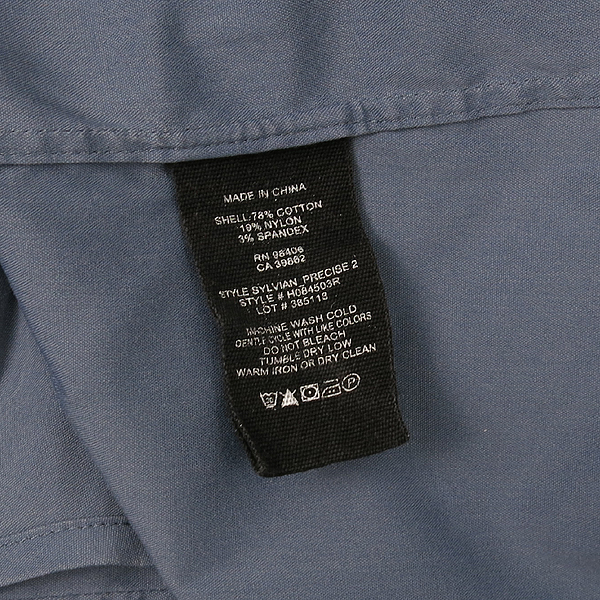 MADE IN CHINA
SHELL:78% COTTON
19% NYLON
3% SPANDEX
RN 98406
CA 39882
STYLE SYLVIAN_PRECISE 2
STYLE # H084503R
LOT # 385113
MACHINE WASH COLD
GENTLE CYCLE WITH LIKE COLORS
DO NOT BLEACH
TUMBLE DRY LOW
WARM IRON OR DRY CLEAN
P